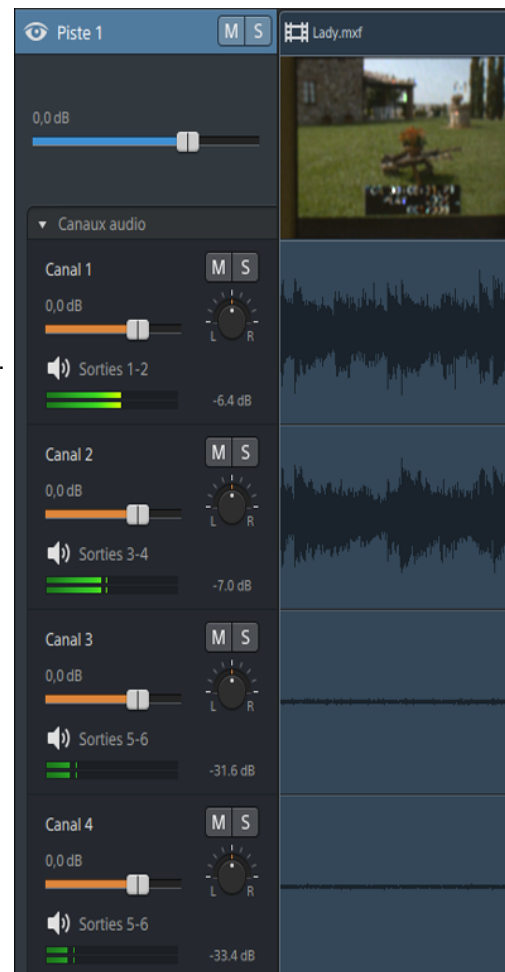 Piste 1 M S Lady.mxf
0,0 dB
Canaux audio
Canal 1 M S
0,0 dB
L R
Sorties 1-2
-6.4 dB
Canal 2 M S
0,0 dB
L R
Sorties 3-4
-7.0 dB
Canal 3 M S
0,0 dB
L R
Sorties 5-6
-31.6 dB
Canal 4 M S
0,0 dB
L R
Sorties 5-6
-33.4 dB